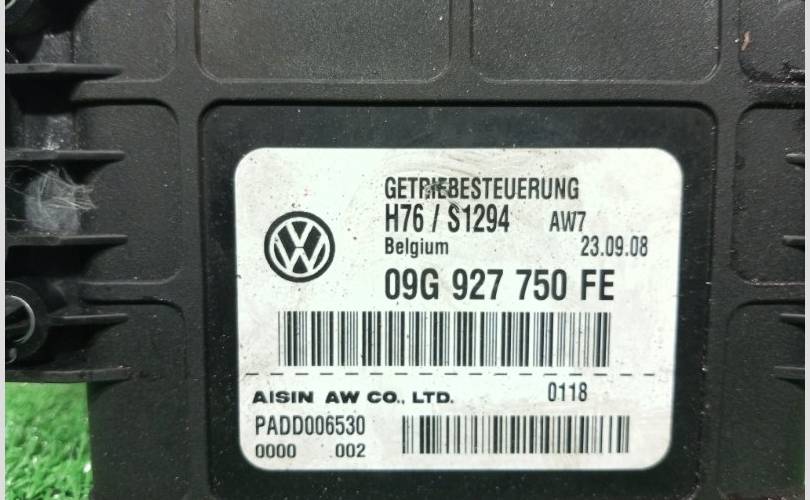 GETRIEBESTEUERUNG
H76 / S1294 AW7
Belgium 23.09.08
09G 927 750 FE
AISIN AW CO., LTD. 0118
PADD006530
0000 002